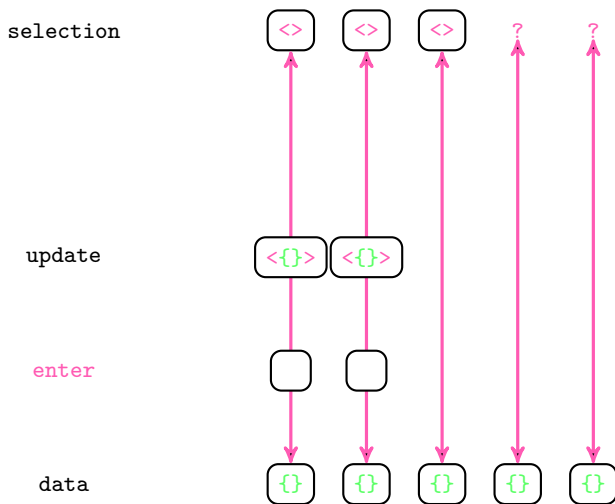 selection <> <> <> ? ?
update <{}> <{}>
enter
data {} {} {} {} {}